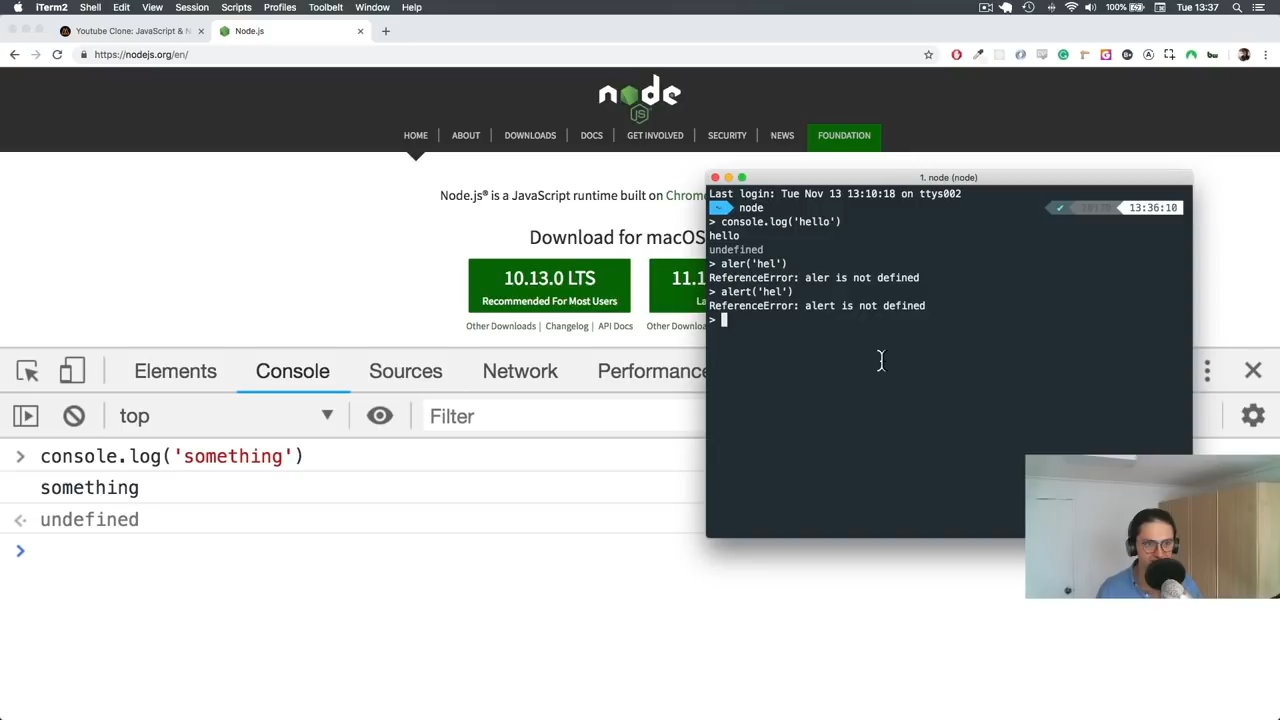 iTerm2 Shell Edit View Session Scripts Profiles Toolbelt Window Help
100% Tue 13:37
Youtube Clone: JavaScript & N
Node.js
https://nodejs.org/en/
node
JS
HOME ABOUT DOWNLOADS DOCS GET INVOLVED SECURITY NEWS FOUNDATION
Node.js® is a JavaScript runtime built on Chrome
Download for macOS
10.13.0 LTS
Recommended For Most Users
11.1
La
Other Downloads | Changelog | API Docs
Other Downloads
1. node (node)
Last login: Tue Nov 13 13:10:18 on ttys002
~ node
✔ 13:36:10
> console.log('hello')
hello
undefined
> aler('hel')
ReferenceError: aler is not defined
> alert('hel')
ReferenceError: alert is not defined
>
Elements Console Sources Network Performance
top Filter
> console.log('something')
something
undefined
>